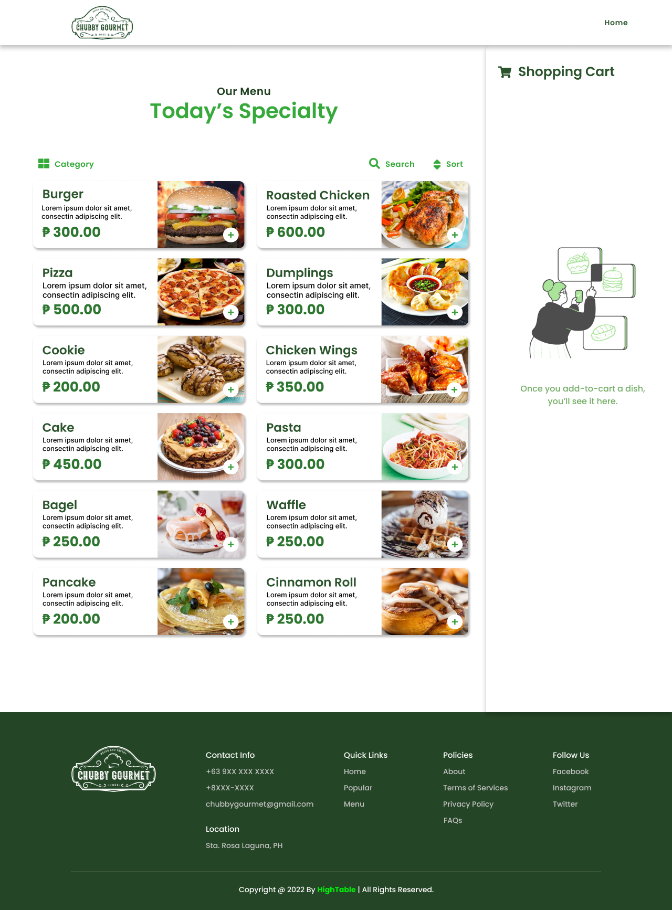 CHUBBY GOURMET
Home
Our Menu
Today's Specialty
Category
Search
Sort
Burger
Lorem ipsum dolor sit amet,
consectin adipiscing elit.
₱ 300.00
Roasted Chicken
Lorem ipsum dolor sit amet,
consectin adipiscing elit.
₱ 600.00
Pizza
Lorem ipsum dolor sit amet,
consectin adipiscing elit.
₱ 500.00
Dumplings
Lorem ipsum dolor sit amet,
consectin adipiscing elit.
₱ 300.00
Cookie
Lorem ipsum dolor sit amet,
consectin adipiscing elit.
₱ 200.00
Chicken Wings
Lorem ipsum dolor sit amet,
consectin adipiscing elit.
₱ 350.00
Cake
Lorem ipsum dolor sit amet,
consectin adipiscing elit.
₱ 450.00
Pasta
Lorem ipsum dolor sit amet,
consectin adipiscing elit.
₱ 300.00
Bagel
Lorem ipsum dolor sit amet,
consectin adipiscing elit.
₱ 250.00
Waffle
Lorem ipsum dolor sit amet,
consectin adipiscing elit.
₱ 250.00
Pancake
Lorem ipsum dolor sit amet,
consectin adipiscing elit.
₱ 200.00
Cinnamon Roll
Lorem ipsum dolor sit amet,
consectin adipiscing elit.
₱ 250.00
Shopping Cart
Once you add-to-cart a dish,
you'll see it here.
CHUBBY GOURMET
Contact Info
+63 9XX XXX XXXX
+8XXX-XXXX
chubbygourmet@gmail.com
Location
Sta. Rosa Laguna, PH
Quick Links
Home
Popular
Menu
Policies
About
Terms of Services
Privacy Policy
FAQs
Follow Us
Facebook
Instagram
Twitter
Copyright @ 2022 By HighTable | All Rights Reserved.